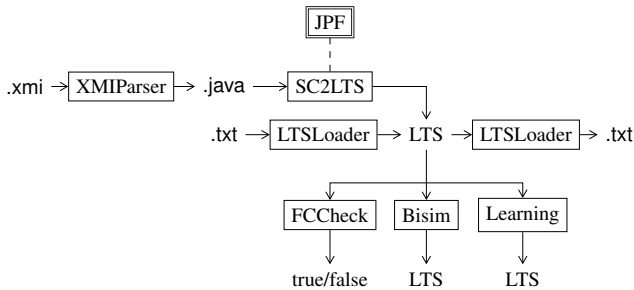 JPF
.xmi XMIParser .java SC2LTS
.txt LTSLoader LTS LTSLoader .txt
FCCheck Bisim Learning
true/false LTS LTS